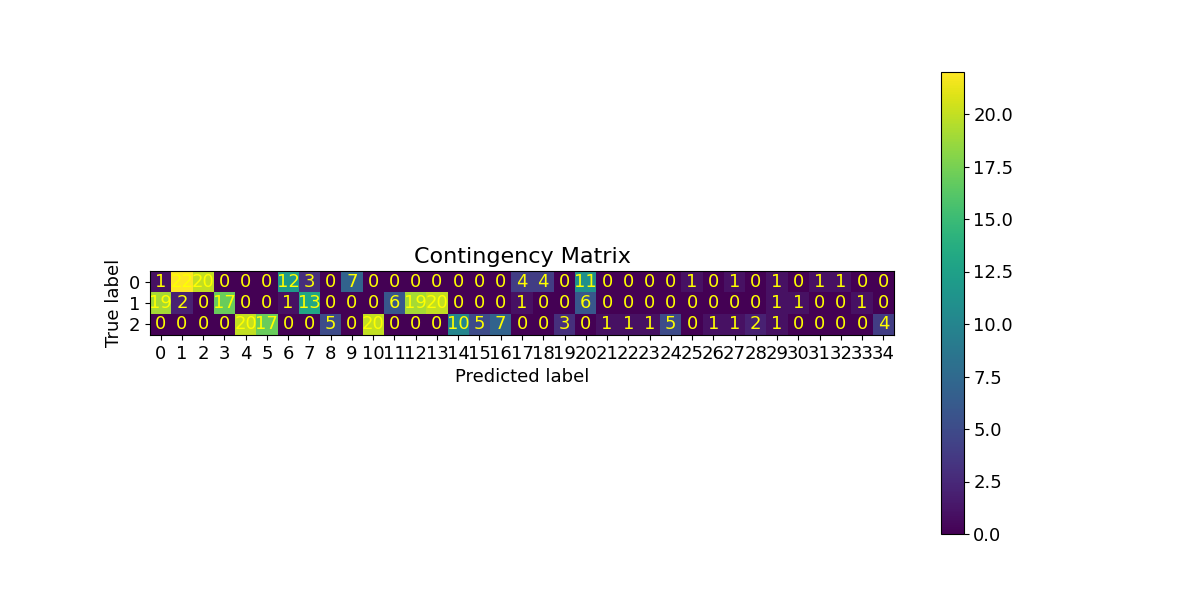 Contingency Matrix
True label
0 1 22 20 0 0 0 12 3 0 7 0 0 0 0 0 0 0 4 4 0 11 0 0 0 0 1 0 1 0 1 0 1 1 0 0
1 19 2 0 17 0 0 1 13 0 0 0 6 19 20 0 0 0 1 0 0 6 0 0 0 0 0 0 0 0 1 1 0 0 1 0
2 0 0 0 0 20 17 0 0 5 0 20 0 0 0 10 5 7 0 0 3 0 1 1 1 5 0 1 1 2 1 0 0 0 0 4
0 1 2 3 4 5 6 7 8 9 10 11 12 13 14 15 16 17 18 19 20 21 22 23 24 25 26 27 28 29 30 31 32 33 34
Predicted label
20.0
17.5
15.0
12.5
10.0
7.5
5.0
2.5
0.0